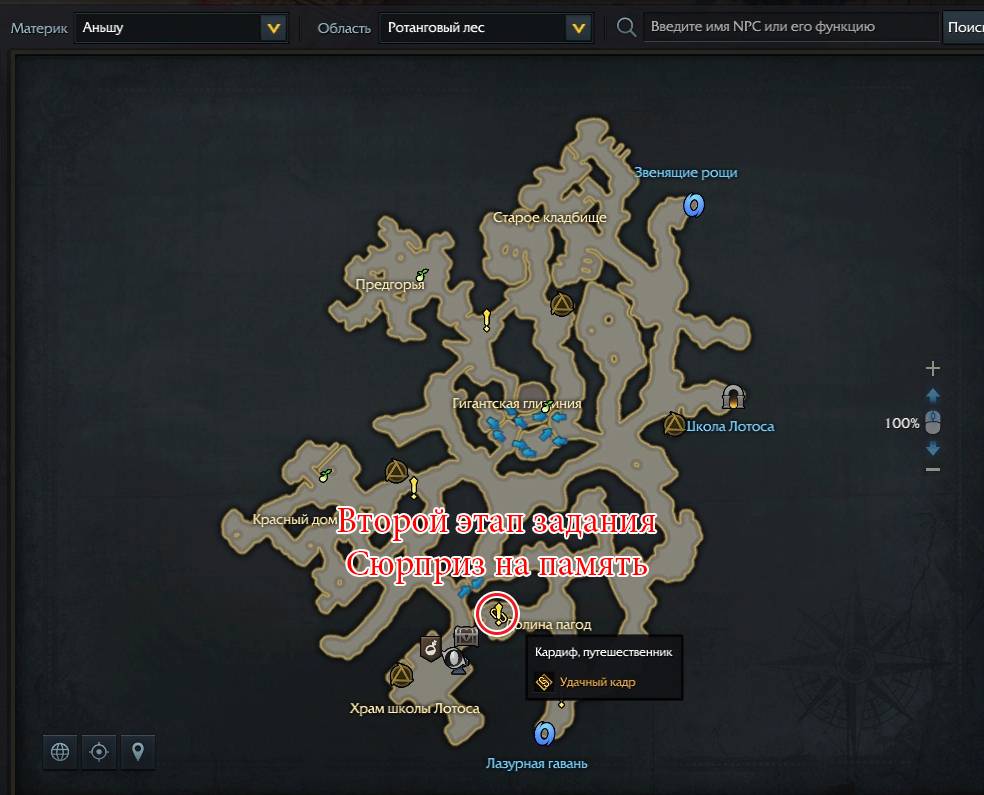 Материк Аньшу Область Ротанговый лес Введите имя NPC или его функцию Поиск
Звенящие рощи
Старое кладбище
Предгорья
Гигантская глициния
100%
Школа Лотоса
Красный дом
Второй этап задания
Сюрприз на память
Долина пагод
Кардиф, путешественник
Удачный кадр
Храм школы Лотоса
Лазурная гавань